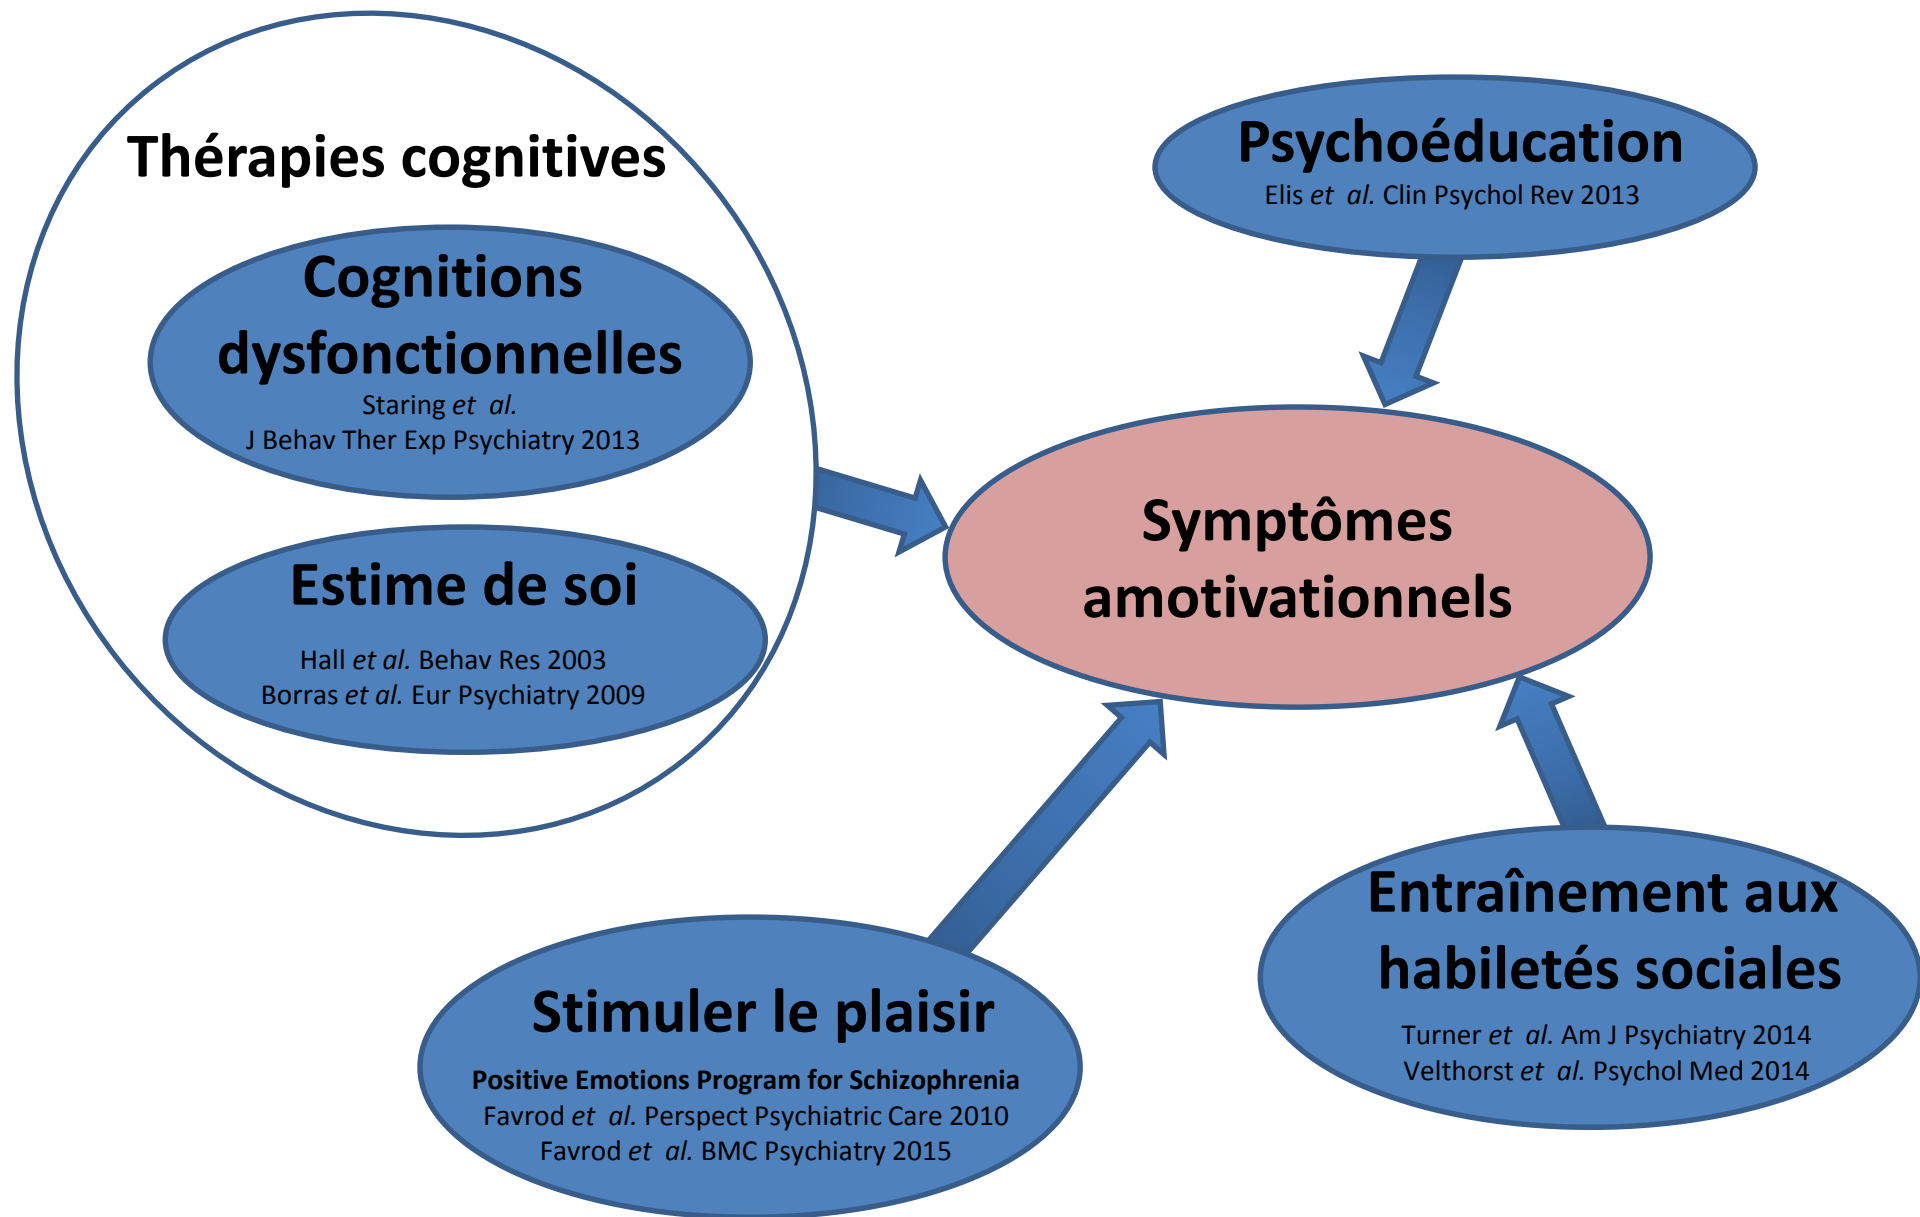 Thérapies cognitives
Cognitions
dysfonctionnelles
Staring et al.
J Behav Ther Exp Psychiatry 2013
Estime de soi
Hall et al. Behav Res 2003
Borras et al. Eur Psychiatry 2009
Psychoéducation
Elis et al. Clin Psychol Rev 2013
Symptômes
amotivationnels
Stimuler le plaisir
Positive Emotions Program for Schizophrenia
Favrod et al. Perspect Psychiatric Care 2010
Favrod et al. BMC Psychiatry 2015
Entraînement aux
habiletés sociales
Turner et al. Am J Psychiatry 2014
Velthorst et al. Psychol Med 2014